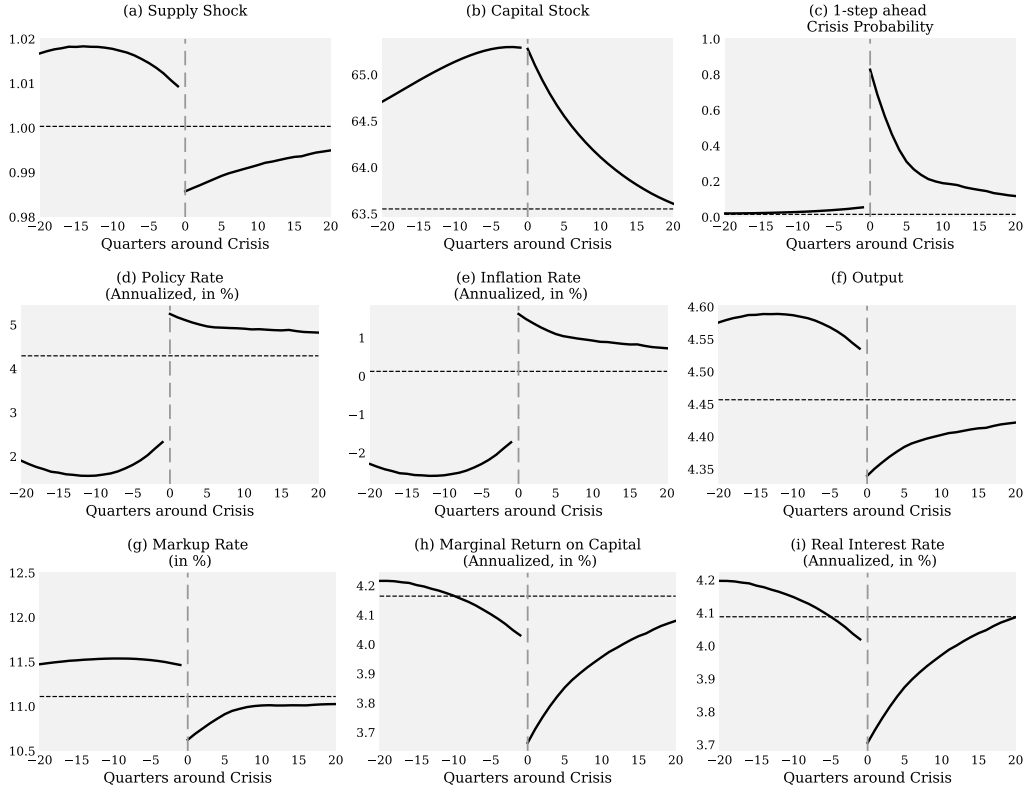 (a) Supply Shock
1.02
1.01
1.00
0.99
0.98
−20 −15 −10 −5 0 5 10 15 20
Quarters around Crisis
(b) Capital Stock
65.0
64.5
64.0
63.5
−20 −15 −10 −5 0 5 10 15 20
Quarters around Crisis
(c) 1-step ahead
Crisis Probability
1.0
0.8
0.6
0.4
0.2
0.0
−20 −15 −10 −5 0 5 10 15 20
Quarters around Crisis
(d) Policy Rate
(Annualized, in %)
5
4
3
2
−20 −15 −10 −5 0 5 10 15 20
Quarters around Crisis
(e) Inflation Rate
(Annualized, in %)
1
0
−1
−2
−20 −15 −10 −5 0 5 10 15 20
Quarters around Crisis
(f) Output
4.60
4.55
4.50
4.45
4.40
4.35
−20 −15 −10 −5 0 5 10 15 20
Quarters around Crisis
(g) Markup Rate
(in %)
12.5
12.0
11.5
11.0
10.5
−20 −15 −10 −5 0 5 10 15 20
Quarters around Crisis
(h) Marginal Return on Capital
(Annualized, in %)
4.2
4.1
4.0
3.9
3.8
3.7
−20 −15 −10 −5 0 5 10 15 20
Quarters around Crisis
(i) Real Interest Rate
(Annualized, in %)
4.2
4.1
4.0
3.9
3.8
3.7
−20 −15 −10 −5 0 5 10 15 20
Quarters around Crisis